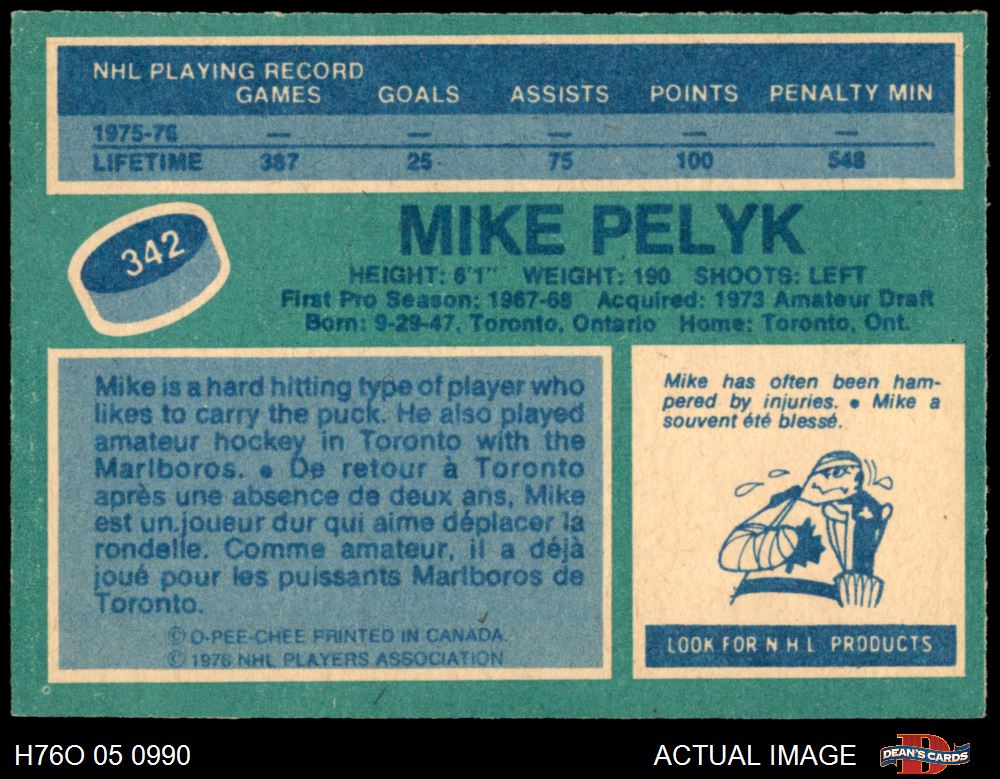 NHL PLAYING RECORD
GAMES GOALS ASSISTS POINTS PENALTY MIN
1975-76 — — — — —
LIFETIME 387 25 75 100 548
342
MIKE PELYK
HEIGHT: 6'1" WEIGHT: 190 SHOOTS: LEFT
First Pro Season: 1967-68 Acquired: 1973 Amateur Draft
Born: 9-29-47, Toronto, Ontario Home: Toronto, Ont.
Mike is a hard hitting type of player who
likes to carry the puck. He also played
amateur hockey in Toronto with the
Marlboros. • De retour à Toronto
après une absence de deux ans, Mike
est un joueur dur qui aime déplacer la
rondelle. Comme amateur, il a déjà
joué pour les puissants Marlboros de
Toronto.
© O-PEE-CHEE PRINTED IN CANADA.
© 1976 NHL PLAYERS ASSOCIATION
Mike has often been ham-
pered by injuries. • Mike a
souvent été blessé.
LOOK FOR N H L PRODUCTS
H76O 05 0990
ACTUAL IMAGE
DEAN'S CARDS